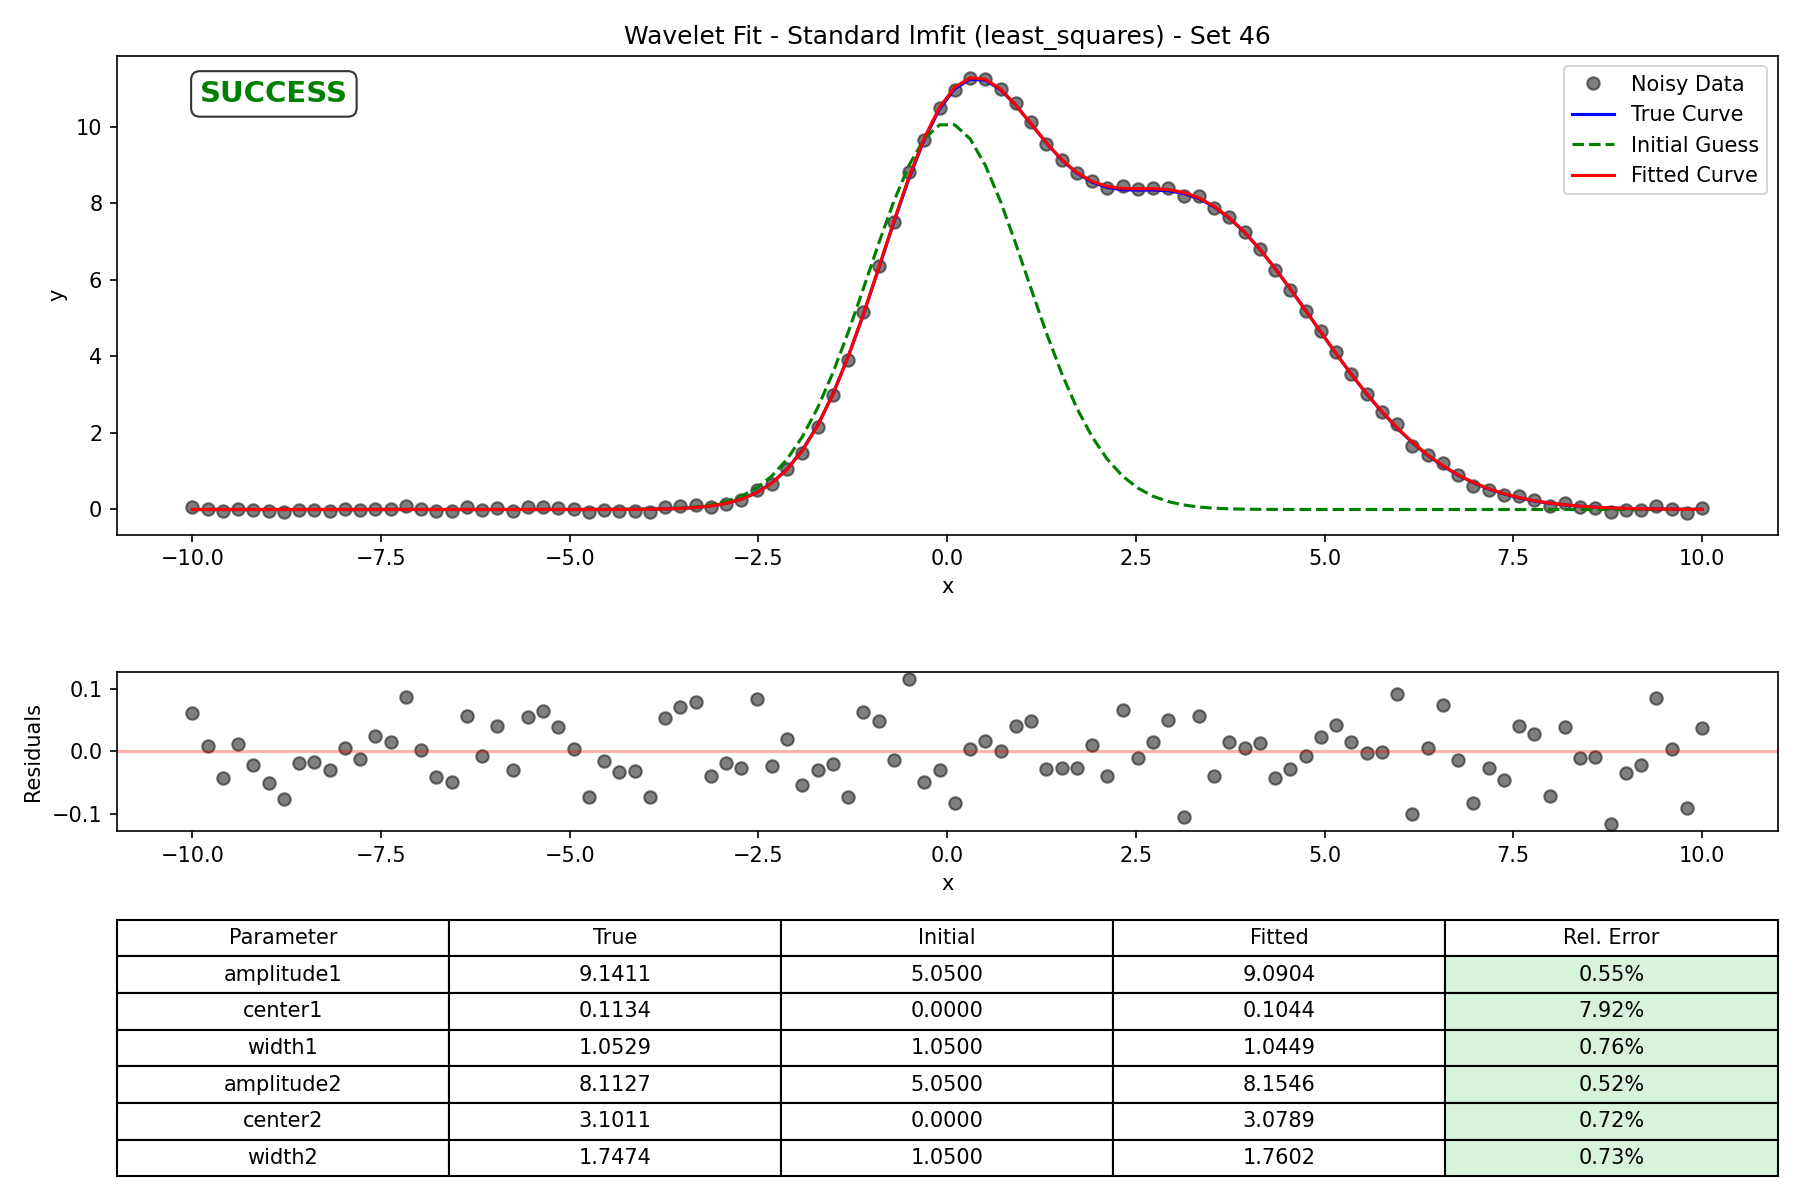 Wavelet Fit - Standard lmfit (least_squares) - Set 46
SUCCESS
Noisy Data
True Curve
Initial Guess
Fitted Curve
y
10
8
6
4
2
0
−10.0 −7.5 −5.0 −2.5 0.0 2.5 5.0 7.5 10.0
x
Residuals
0.1
0.0
−0.1
−10.0 −7.5 −5.0 −2.5 0.0 2.5 5.0 7.5 10.0
x
Parameter True Initial Fitted Rel. Error
amplitude1 9.1411 5.0500 9.0904 0.55%
center1 0.1134 0.0000 0.1044 7.92%
width1 1.0529 1.0500 1.0449 0.76%
amplitude2 8.1127 5.0500 8.1546 0.52%
center2 3.1011 0.0000 3.0789 0.72%
width2 1.7474 1.0500 1.7602 0.73%